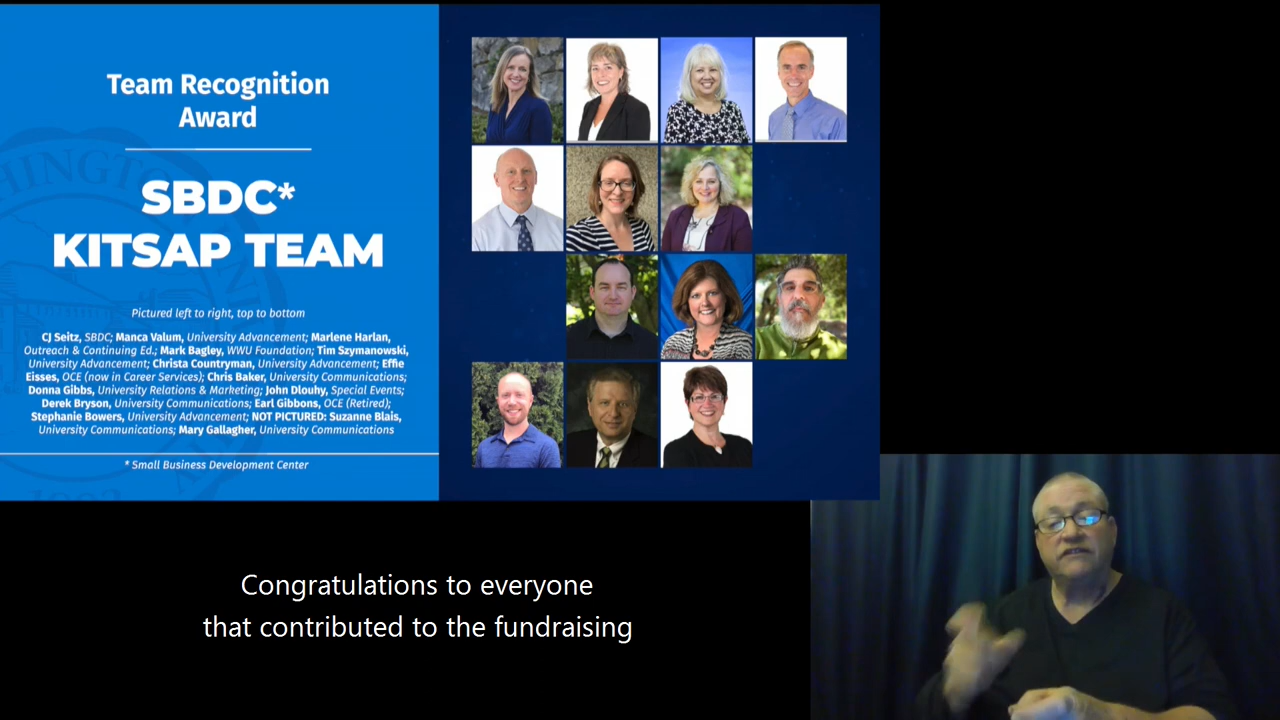 Team Recognition
Award
SBDC*
KITSAP TEAM
Pictured left to right, top to bottom
CJ Seitz, SBDC; Manca Valum, University Advancement; Marlene Harlan,
Outreach & Continuing Ed.; Mark Bagley, WWU Foundation; Tim Szymanowski,
University Advancement; Christa Countryman, University Advancement; Effie
Eisses, OCE (now in Career Services); Chris Baker, University Communications;
Donna Gibbs, University Relations & Marketing; John Dlouhy, Special Events;
Derek Bryson, University Communications; Earl Gibbons, OCE (Retired);
Stephanie Bowers, University Advancement; NOT PICTURED: Suzanne Blais,
University Communications; Mary Gallagher, University Communications
* Small Business Development Center
Congratulations to everyone
that contributed to the fundraising